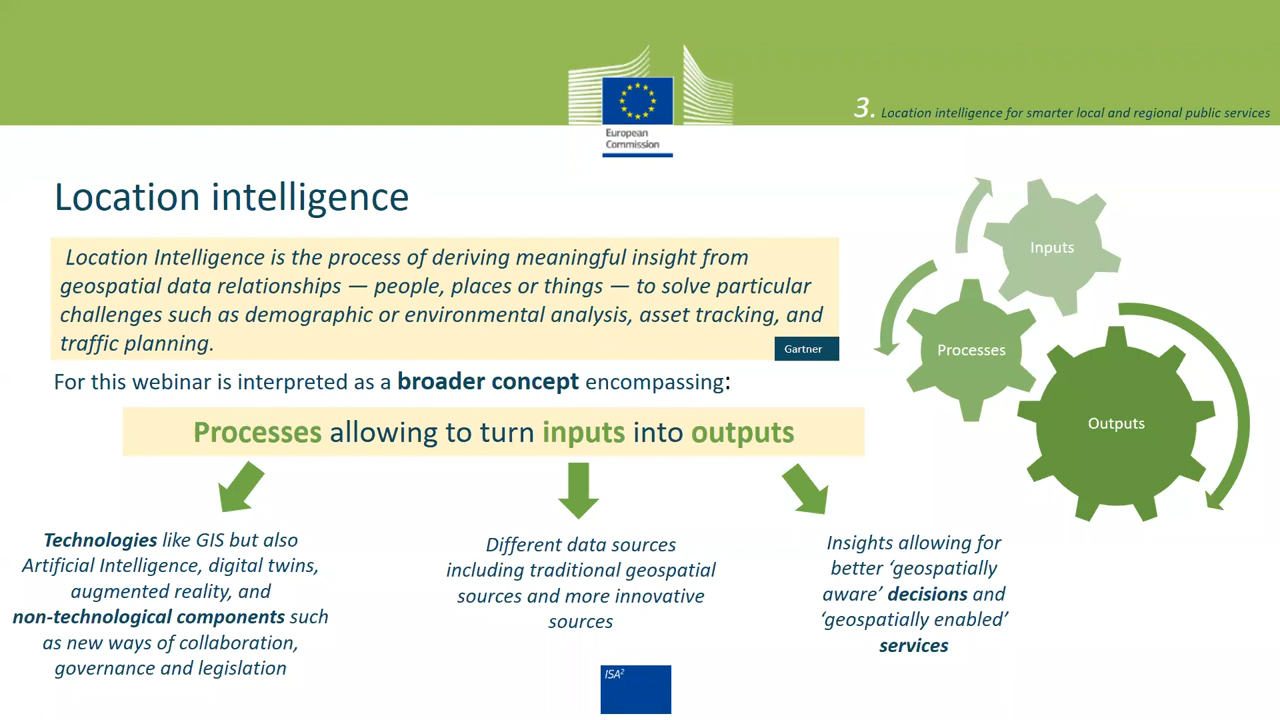 European
Commission
3. Location intelligence for smarter local and regional public services
Location intelligence
Location Intelligence is the process of deriving meaningful insight from
geospatial data relationships — people, places or things — to solve particular
challenges such as demographic or environmental analysis, asset tracking, and
traffic planning.
Gartner
For this webinar is interpreted as a broader concept encompassing:
Processes allowing to turn inputs into outputs
Technologies like GIS but also
Artificial Intelligence, digital twins,
augmented reality, and
non-technological components such
as new ways of collaboration,
governance and legislation
Different data sources
including traditional geospatial
sources and more innovative
sources
Insights allowing for
better ‘geospatially
aware’ decisions and
‘geospatially enabled’
services
Inputs
Processes
Outputs
ISA²